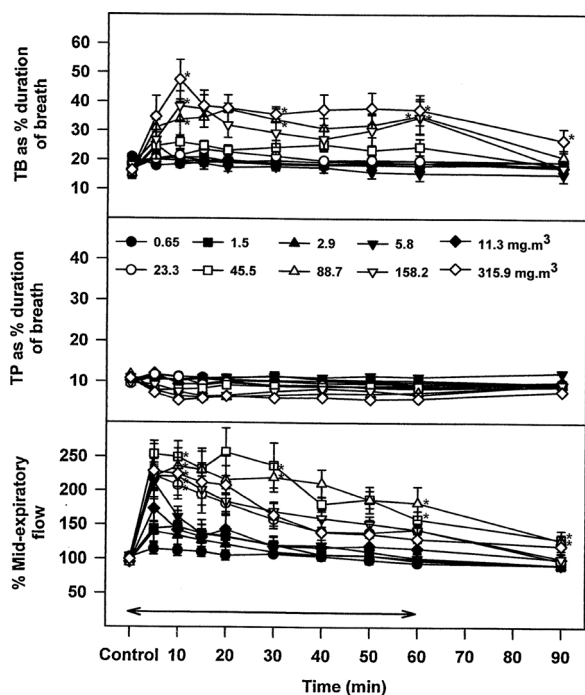 60
50
40
30
20
10
TB as % duration
of breath
0.65 1.5 2.9 5.8 11.3 mg.m3
23.3 45.5 88.7 158.2 315.9 mg.m3
40
30
20
10
TP as % duration
of breath
250
200
150
100
50
% Mid-expiratory
flow
Control 10 20 30 40 50 60 70 80 90
Time (min)